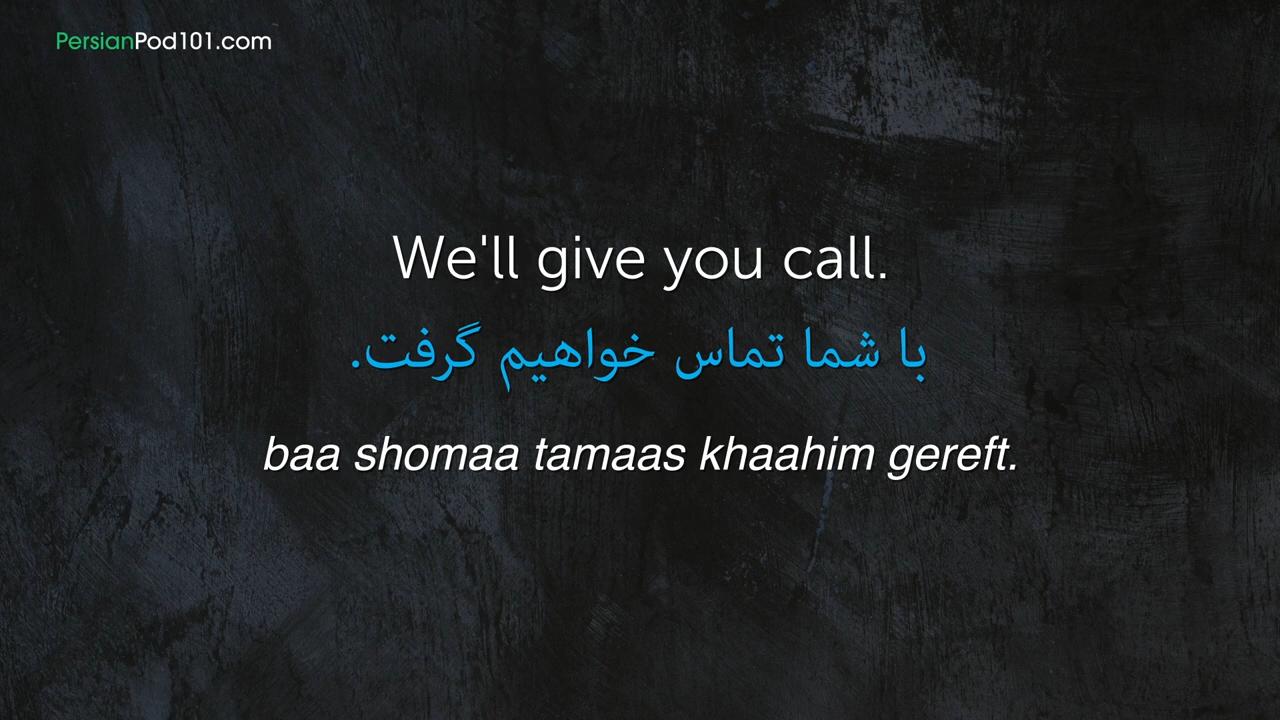 PersianPod101.com
We'll give you call.
با شما تماس خواهیم گرفت.
baa shomaa tamaas khaahim gereft.